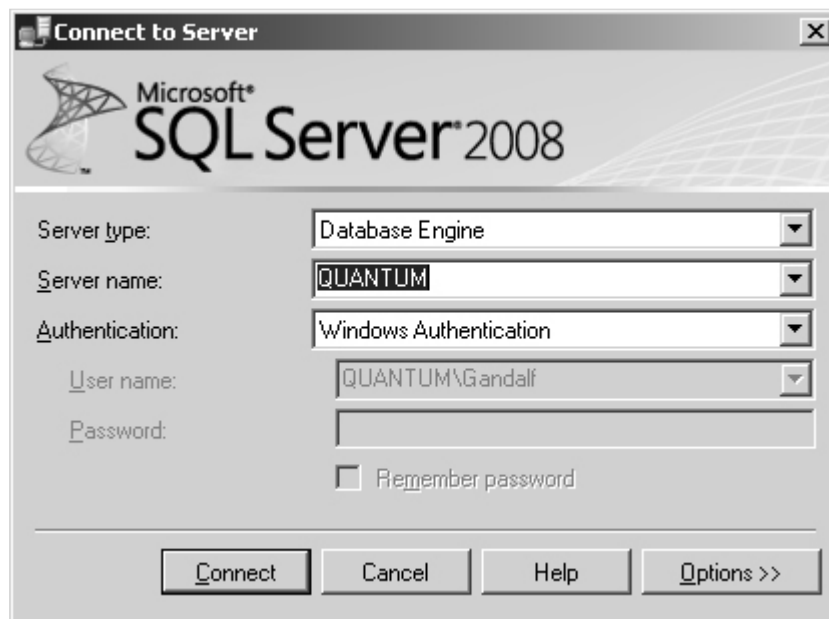 Connect to Server
Microsoft®
SQL Server® 2008
™
Server type: Database Engine
Server name: QUANTUM
Authentication: Windows Authentication
User name: QUANTUM\Gandalf
Password:
Remember password
Connect Cancel Help Options >>